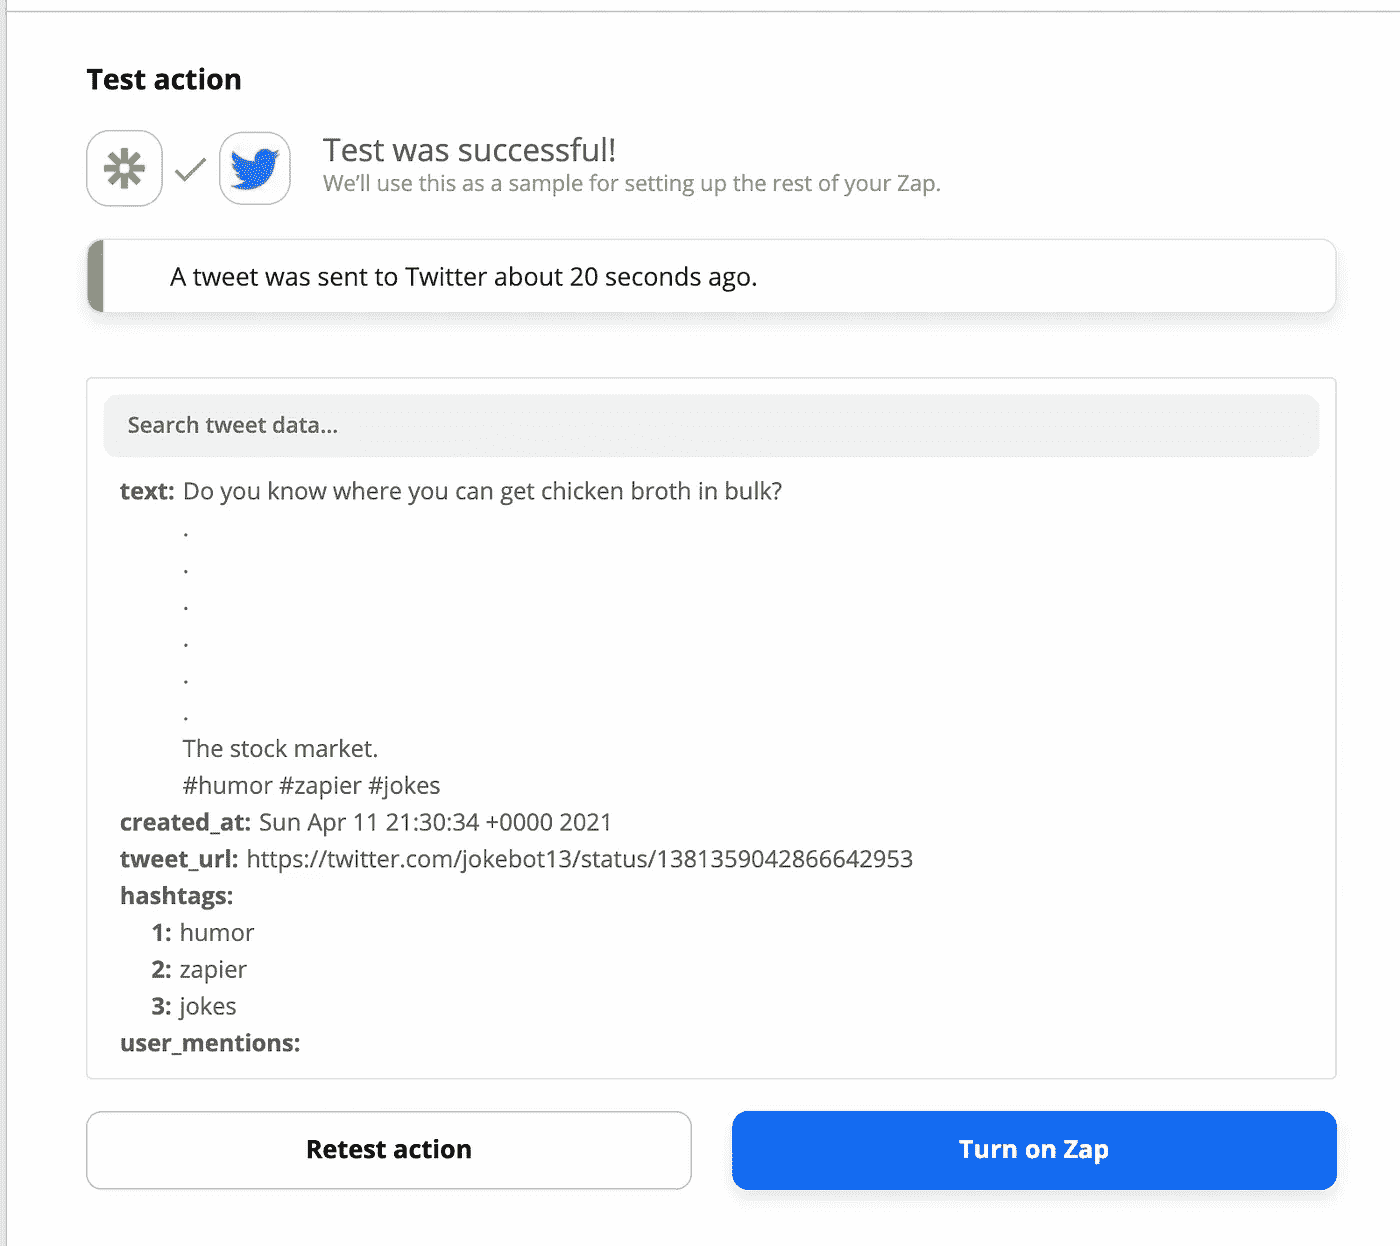 Test action
Test was successful!
We’ll use this as a sample for setting up the rest of your Zap.
A tweet was sent to Twitter about 20 seconds ago.
Search tweet data...
text: Do you know where you can get chicken broth in bulk?
.
.
.
.
.
.
The stock market.
#humor #zapier #jokes
created_at: Sun Apr 11 21:30:34 +0000 2021
tweet_url: https://twitter.com/jokebot13/status/1381359042866642953
hashtags:
1: humor
2: zapier
3: jokes
user_mentions:
Retest action
Turn on Zap